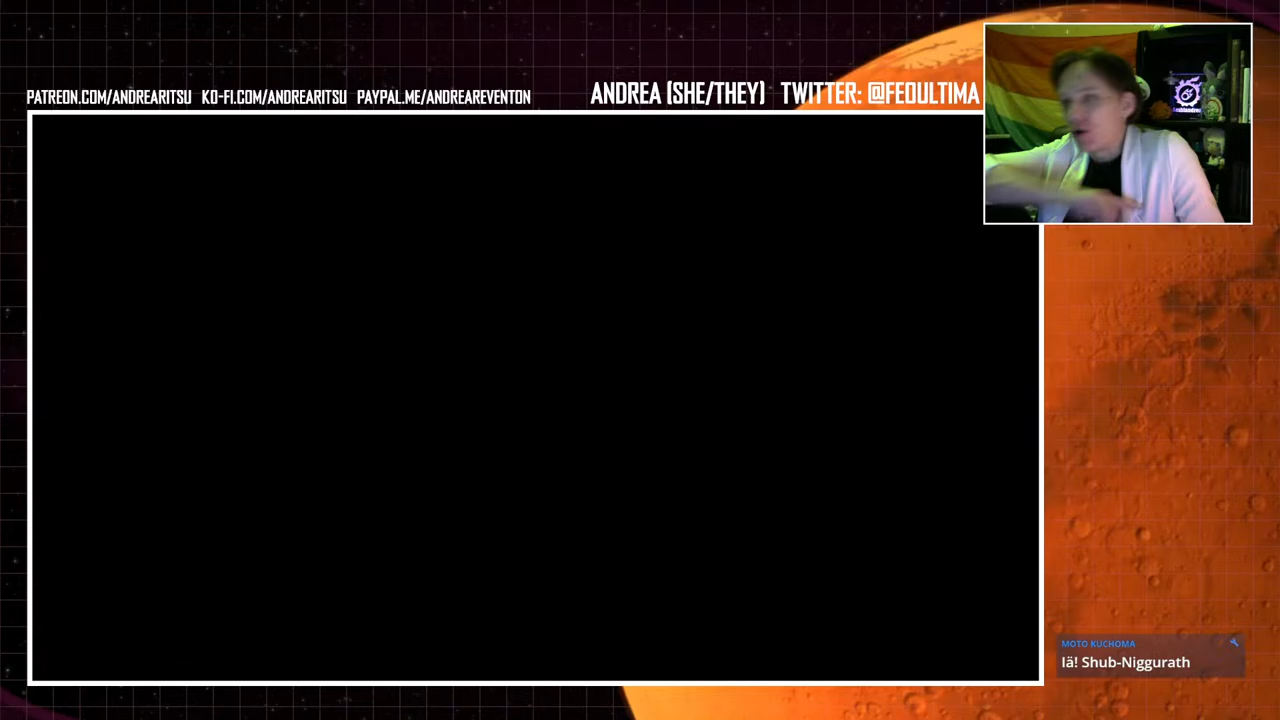 PATREON.COM/ANDREARITSU KO-FI.COM/ANDREARITSU PAYPAL.ME/ANDREAREVENTON
ANDREA (SHE/THEY) TWITTER: @FEOULTIMA
MOTO KUCHOMA
Iä! Shub-Niggurath